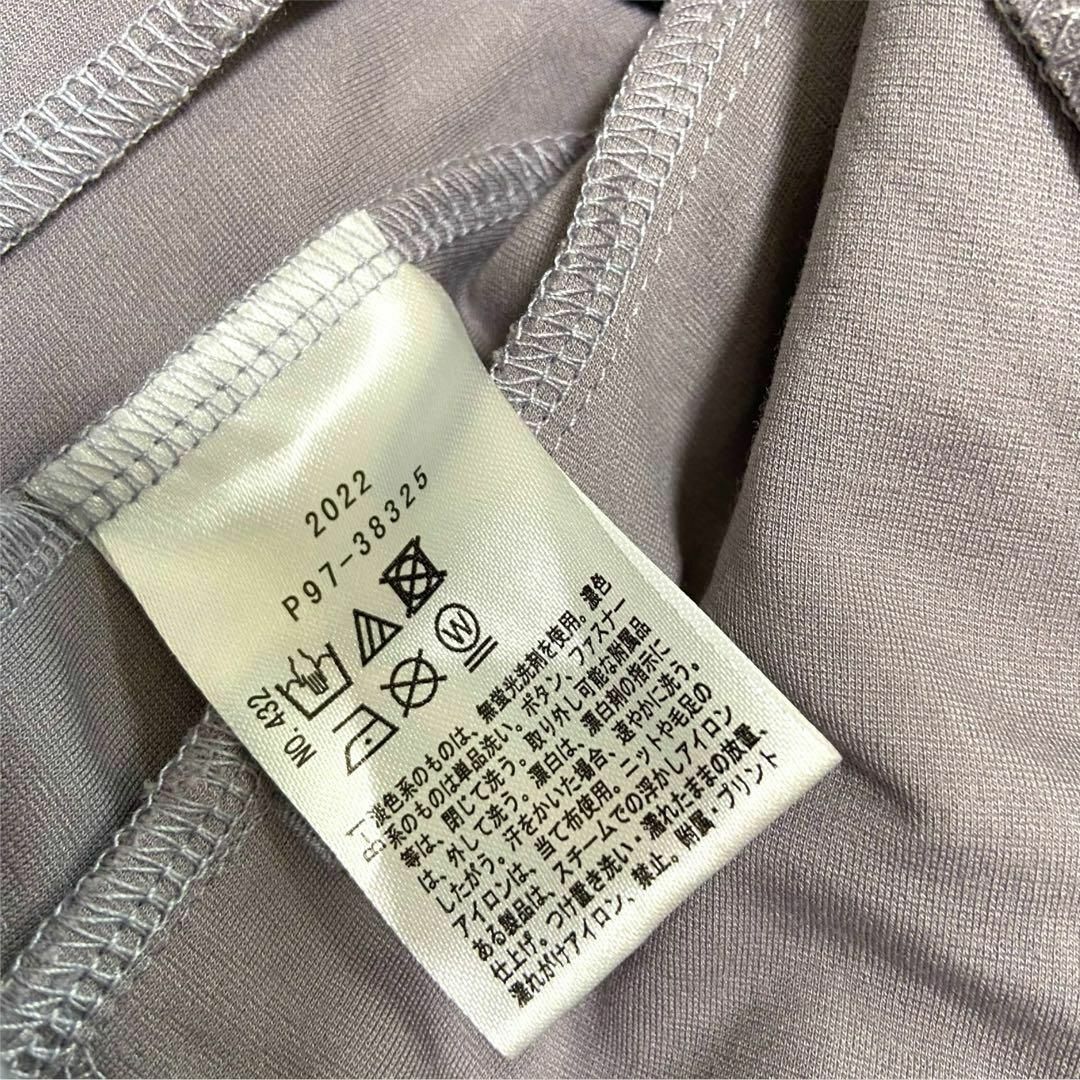 2022
P97-38325
NO. 432
W
B-1
淡色系のものは、無蛍光洗剤を使用。濃色
系のものは単品洗い。ボタン、ファスナー
等は、閉じて洗う。取り外し可能な附属品
は、外して洗う。漂白は、漂白剤の指示に
したがう。汗をかいた場合、速やかに洗う。
アイロンは、当て布使用。ニットや毛足の
ある製品は、スチームでの浮かしアイロン
仕上げ。つけ置き洗い・濡れたままの放置、
濡れがけアイロン、禁止。附属・プリント